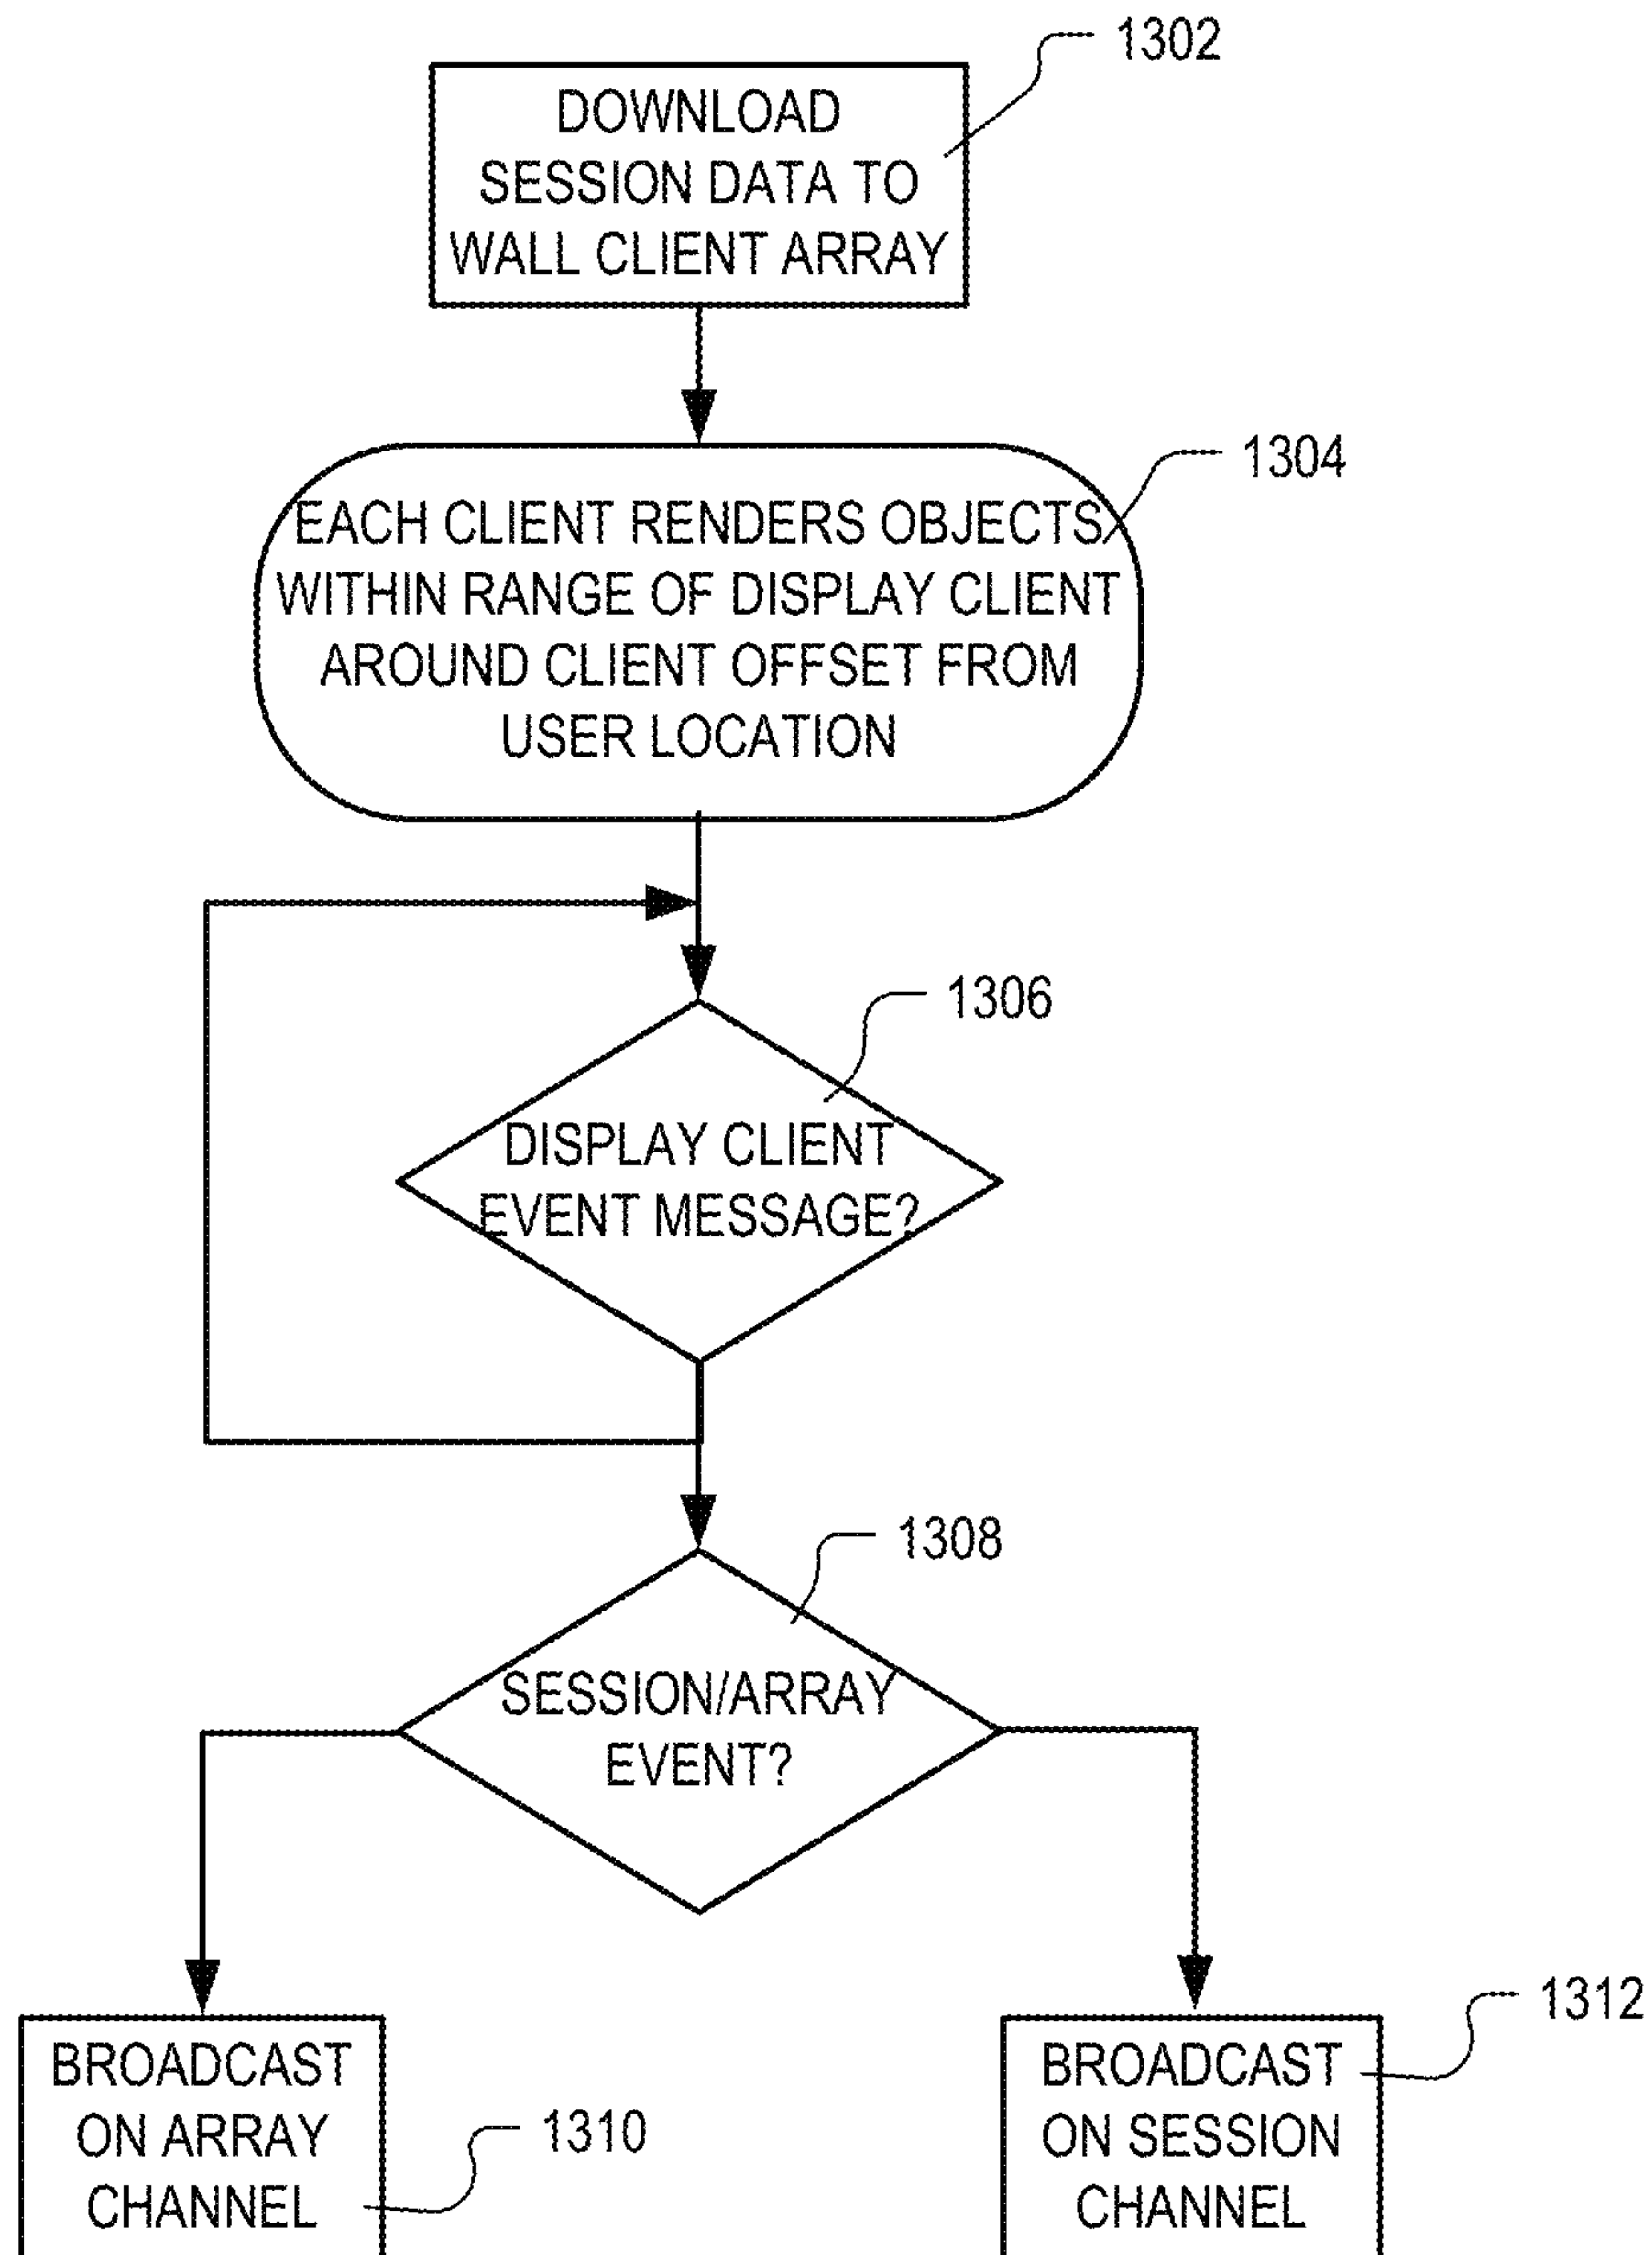 1302
DOWNLOAD
SESSION DATA TO
WALL CLIENT ARRAY
1304
EACH CLIENT RENDERS OBJECTS
WITHIN RANGE OF DISPLAY CLIENT
AROUND CLIENT OFFSET FROM
USER LOCATION
1306
DISPLAY CLIENT
EVENT MESSAGE?
1308
SESSION/ARRAY
EVENT?
BROADCAST
ON ARRAY
CHANNEL
1310
1312
BROADCAST
ON SESSION
CHANNEL